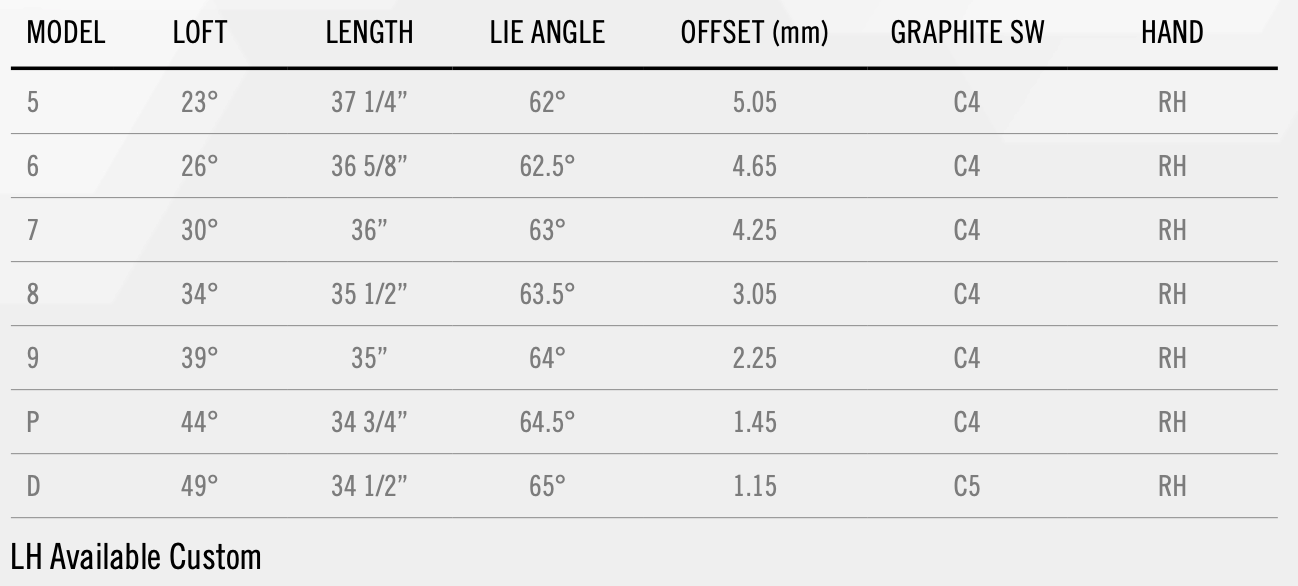 MODEL LOFT LENGTH LIE ANGLE OFFSET (mm) GRAPHITE SW HAND
5 23° 37 1/4” 62° 5.05 C4 RH
6 26° 36 5/8” 62.5° 4.65 C4 RH
7 30° 36” 63° 4.25 C4 RH
8 34° 35 1/2” 63.5° 3.05 C4 RH
9 39° 35” 64° 2.25 C4 RH
P 44° 34 3/4” 64.5° 1.45 C4 RH
D 49° 34 1/2” 65° 1.15 C5 RH
LH Available Custom